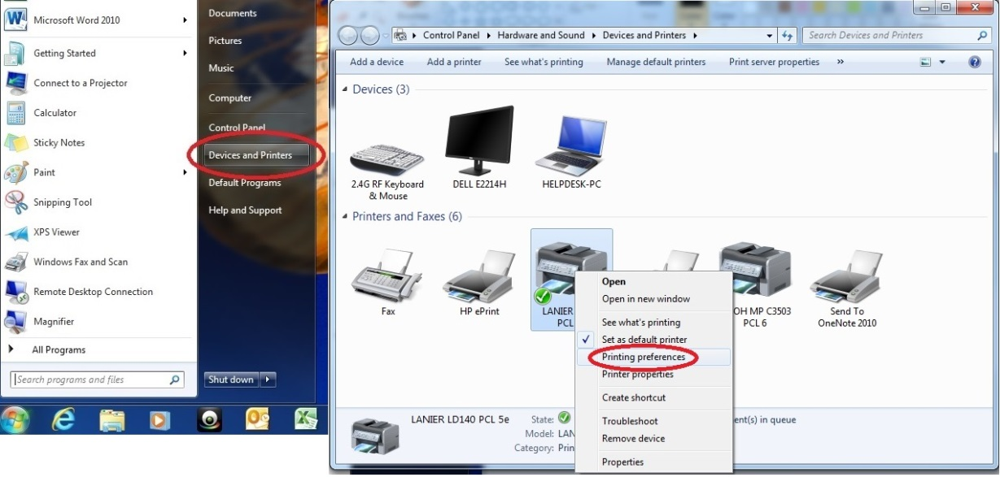 Microsoft Word 2010
Getting Started
Connect to a Projector
Calculator
Sticky Notes
Paint
Snipping Tool
XPS Viewer
Windows Fax and Scan
Remote Desktop Connection
Magnifier
All Programs
Search programs and files
Documents
Pictures
Music
Computer
Control Panel
Devices and Printers
Default Programs
Help and Support
Shut down
Control Panel Hardware and Sound Devices and Printers
Search Devices and Printers
Add a device Add a printer See what's printing Manage default printers Print server properties »
Devices (3)
2.4G RF Keyboard
& Mouse
DELL E2214H
HELPDESK-PC
Printers and Faxes (6)
Fax
HP ePrint
LANIER
PCL
OH MP C3503
PCL 6
Send To
OneNote 2010
Open
Open in new window
See what's printing
Set as default printer
Printing preferences
Printer properties
Create shortcut
Troubleshoot
Remove device
Properties
LANIER LD140 PCL 5e
State:
Model: LAN
Category: Prin
ent(s) in queue